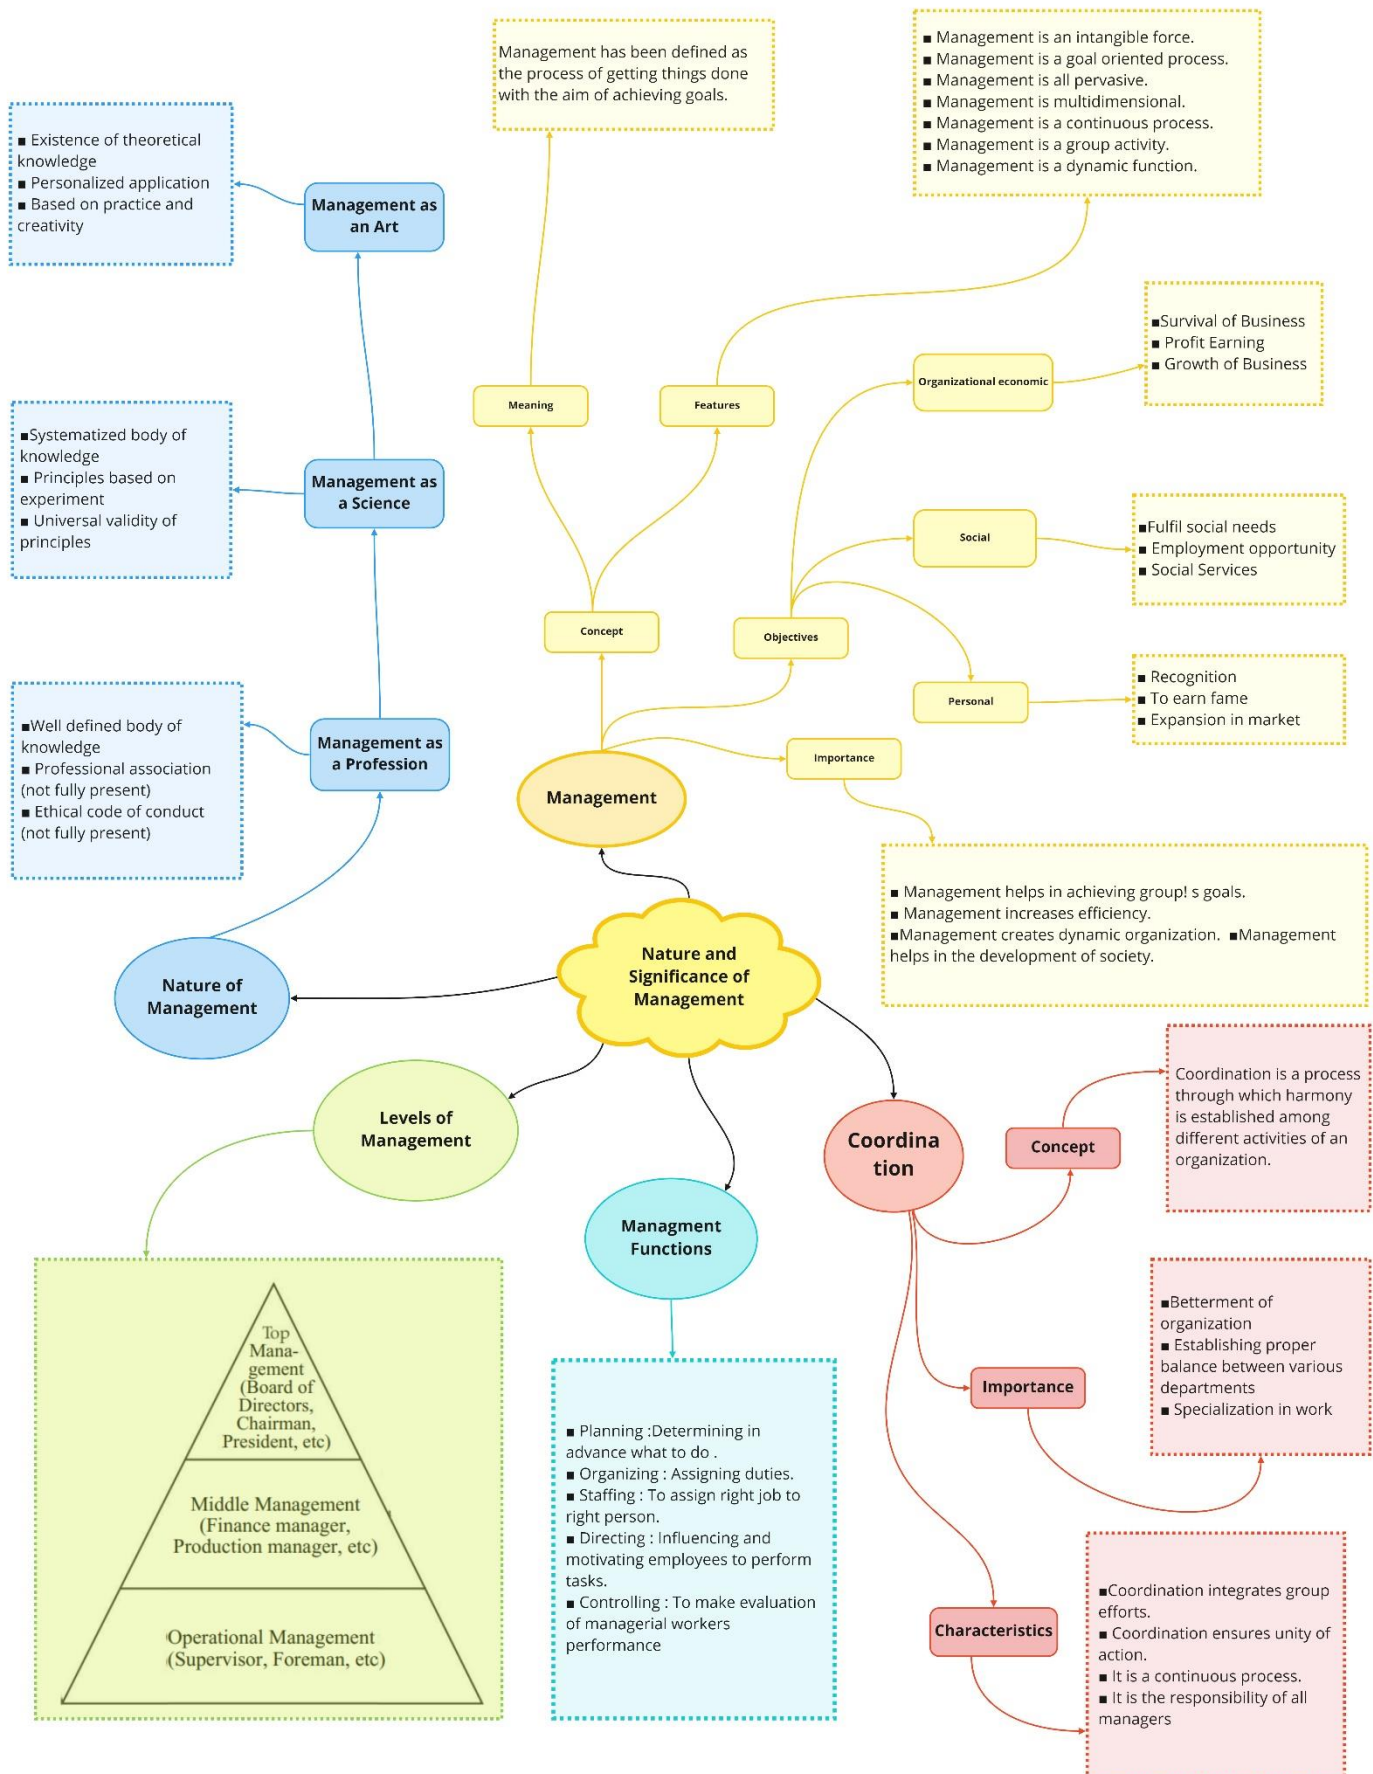 Management has been defined as
the process of getting things done
with the aim of achieving goals.
■ Management is an intangible force.
■ Management is a goal oriented process.
■ Management is all pervasive.
■ Management is multidimensional.
■ Management is a continuous process.
■ Management is a group activity.
■ Management is a dynamic function.
■ Existence of theoretical
knowledge
■ Personalized application
■ Based on practice and
creativity
Management as
an Art
■Survival of Business
■ Profit Earning
■ Growth of Business
Organizational economic
Meaning
Features
■Systematized body of
knowledge
■ Principles based on
experiment
■ Universal validity of
principles
Management as
a Science
Social
■Fulfil social needs
■ Employment opportunity
■ Social Services
Concept
Objectives
Personal
■ Recognition
■ To earn fame
■ Expansion in market
■Well defined body of
knowledge
■ Professional association
(not fully present)
■ Ethical code of conduct
(not fully present)
Management as
a Profession
Importance
Management
■ Management helps in achieving group! s goals.
■ Management increases efficiency.
■Management creates dynamic organization. ■Management
helps in the development of society.
Nature and
Significance of
Management
Nature of
Management
Levels of
Management
Managment
Functions
Coordina
tion
Concept
Coordination is a process
through which harmony
is established among
different activities of an
organization.
Importance
■Betterment of
organization
■ Establishing proper
balance between various
departments
■ Specialization in work
Top
Mana-
gement
(Board of
Directors,
Chairman,
President, etc)
Middle Management
(Finance manager,
Production manager, etc)
Operational Management
(Supervisor, Foreman, etc)
■ Planning :Determining in
advance what to do .
■ Organizing : Assigning duties.
■ Staffing : To assign right job to
right person.
■ Directing : Influencing and
motivating employees to perform
tasks.
■ Controlling : To make evaluation
of managerial workers
performance
Characteristics
■Coordination integrates group
efforts.
■ Coordination ensures unity of
action.
■ It is a continuous process.
■ It is the responsibility of all
managers